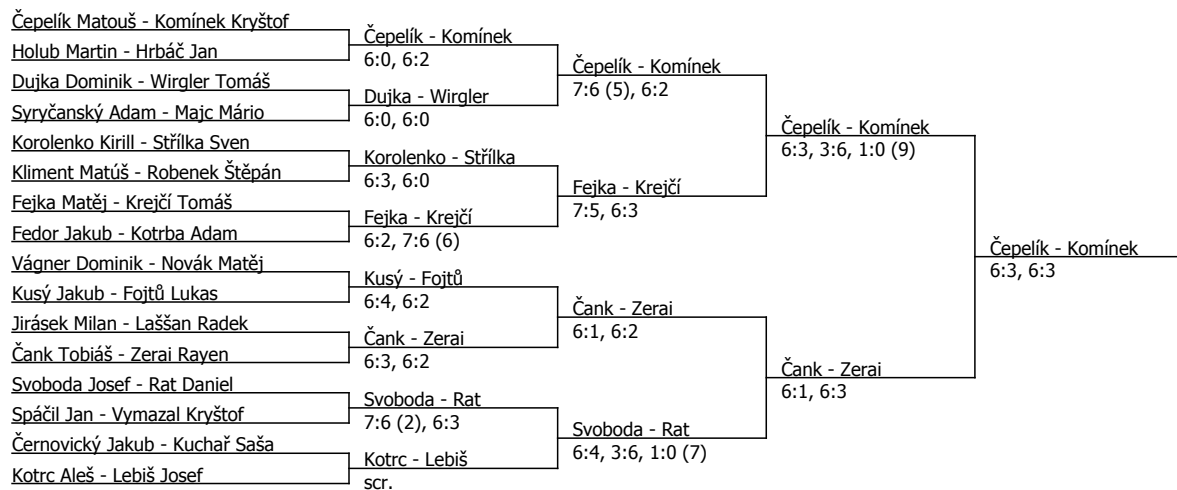 Čepelík Matouš - Komínek Kryštof
Holub Martin - Hrbáč Jan
Dujka Dominik - Wirgler Tomáš
Syryčanský Adam - Majc Mário
Korolenko Kirill - Střílka Sven
Kliment Matúš - Robenek Štěpán
Fejka Matěj - Krejčí Tomáš
Fedor Jakub - Kotrba Adam
Vágner Dominik - Novák Matěj
Kusý Jakub - Fojtů Lukas
Jirásek Milan - Laššan Radek
Čank Tobiáš - Zerai Rayen
Svoboda Josef - Rat Daniel
Spáčil Jan - Vymazal Kryštof
Černovický Jakub - Kuchař Saša
Kotrc Aleš - Lebiš Josef
Čepelík - Komínek
6:0, 6:2
Dujka - Wirgler
6:0, 6:0
Korolenko - Střílka
6:3, 6:0
Fejka - Krejčí
6:2, 7:6 (6)
Kusý - Fojtů
6:4, 6:2
Čank - Zerai
6:3, 6:2
Svoboda - Rat
7:6 (2), 6:3
Kotrc - Lebiš
scr.
Čepelík - Komínek
7:6 (5), 6:2
Fejka - Krejčí
7:5, 6:3
Čank - Zerai
6:1, 6:2
Svoboda - Rat
6:4, 3:6, 1:0 (7)
Čepelík - Komínek
6:3, 3:6, 1:0 (9)
Čank - Zerai
6:1, 6:3
Čepelík - Komínek
6:3, 6:3